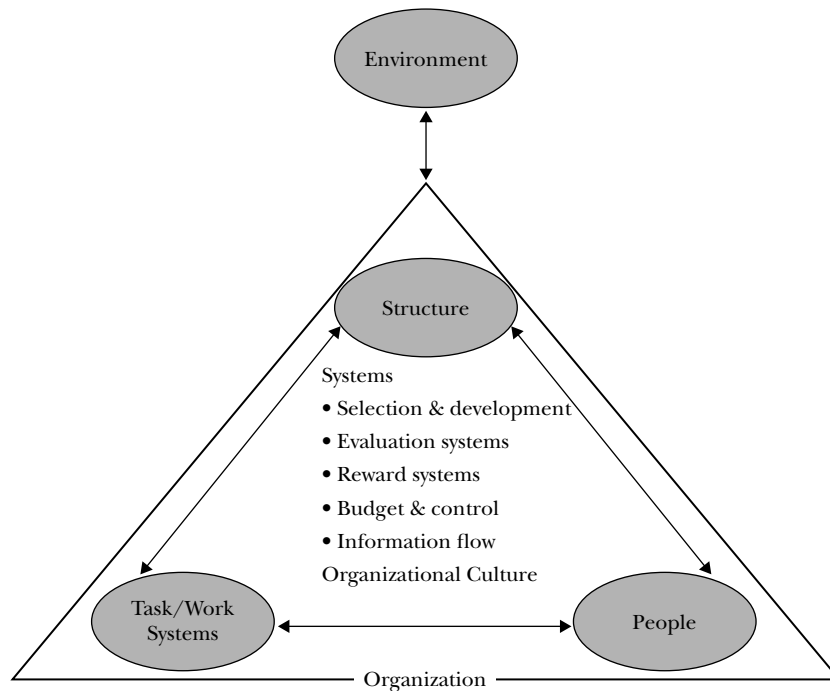 Environment
Structure
Systems
• Selection & development
• Evaluation systems
• Reward systems
• Budget & control
• Information flow
Organizational Culture
Task/Work
Systems
People
Organization